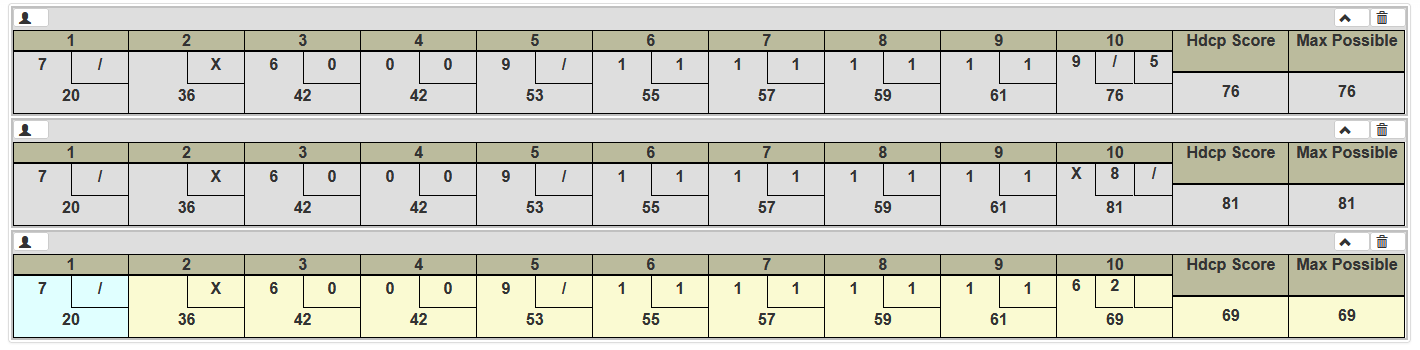 1 2 3 4 5 6 7 8 9 10 Hdcp Score Max Possible
7 / X 6 0 0 0 9 / 1 1 1 1 1 1 1 1 9 / 5
20 36 42 42 53 55 57 59 61 76 76 76
1 2 3 4 5 6 7 8 9 10 Hdcp Score Max Possible
7 / X 6 0 0 0 9 / 1 1 1 1 1 1 1 1 X 8 /
20 36 42 42 53 55 57 59 61 81 81 81
1 2 3 4 5 6 7 8 9 10 Hdcp Score Max Possible
7 / X 6 0 0 0 9 / 1 1 1 1 1 1 1 1 6 2
20 36 42 42 53 55 57 59 61 69 69 69